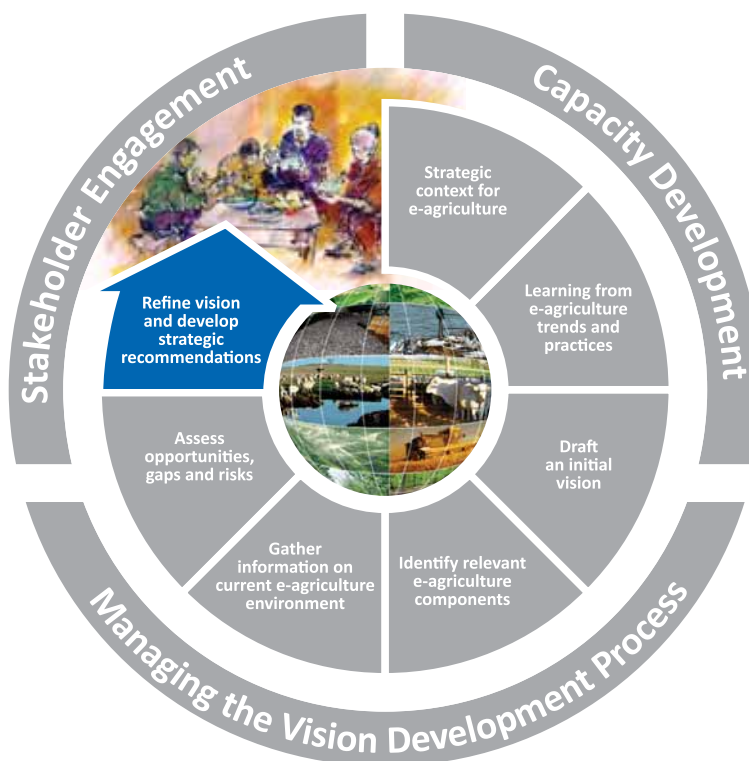 Stakeholder Engagement
Capacity Development
Strategic
context for
e-agriculture
Learning from
e-agriculture
trends and
practices
Draft
an initial
vision
Identify relevant
e-agriculture
components
Gather
information on
current e-agriculture
environment
Assess
opportunities,
gaps and risks
Refine vision
and develop
strategic
recommendations
Managing the Vision Development Process